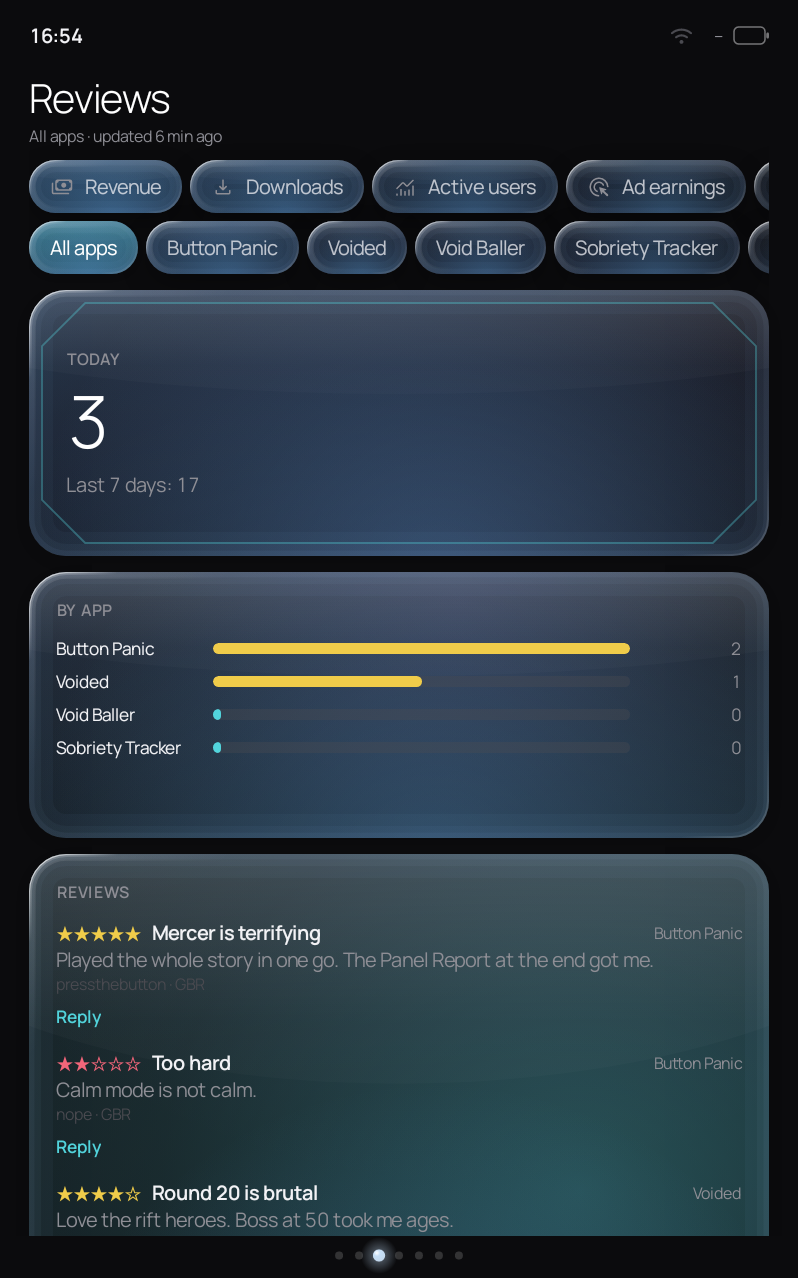 16:54
Reviews
All apps · updated 6 min ago
Revenue Downloads Active users Ad earnings
All apps Button Panic Voided Void Baller Sobriety Tracker
TODAY
3
Last 7 days: 17
BY APP
Button Panic 2
Voided 1
Void Baller 0
Sobriety Tracker 0
REVIEWS
★★★★★ Mercer is terrifying Button Panic
Played the whole story in one go. The Panel Report at the end got me.
pressthebutton · GBR
Reply
★★☆☆☆ Too hard Button Panic
Calm mode is not calm.
nope · GBR
Reply
★★★★☆ Round 20 is brutal Voided
Love the rift heroes. Boss at 50 took me ages.